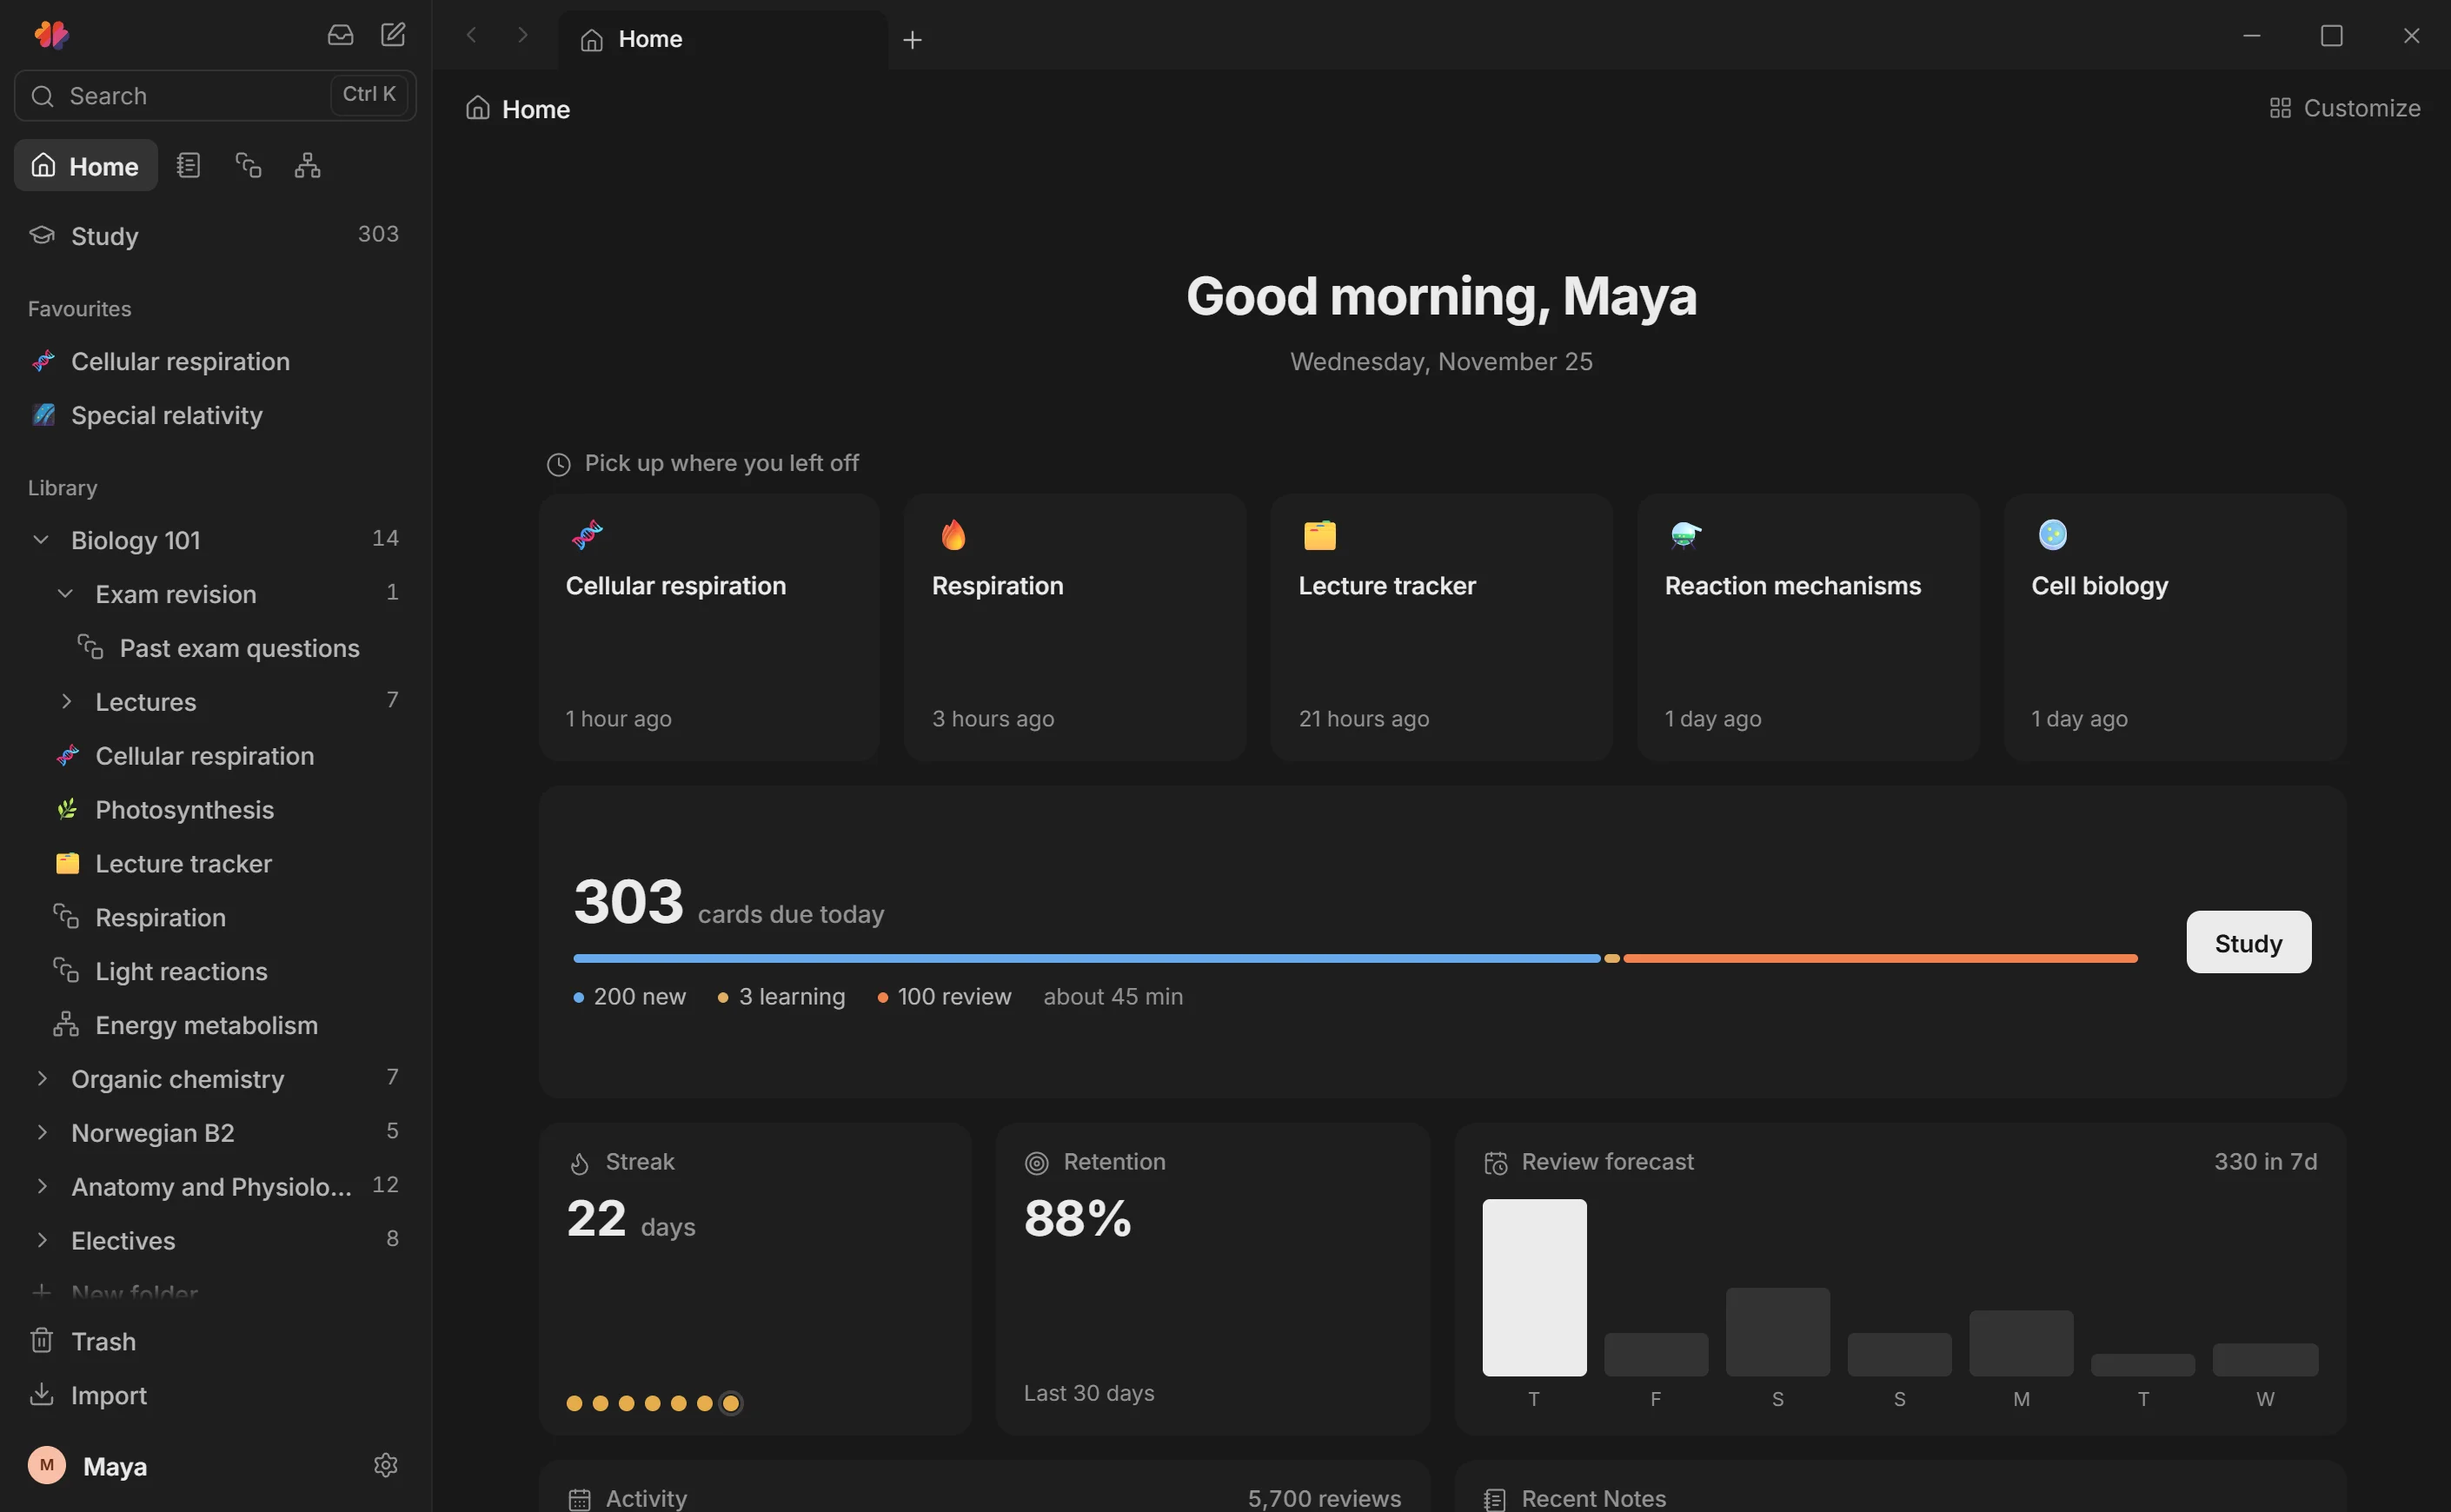 Home
Search
Ctrl K
Home
Customize
Home
Study
303
Favourites
Cellular respiration
Special relativity
Library
Biology 101
14
Exam revision
1
Past exam questions
Lectures
7
Cellular respiration
Photosynthesis
Lecture tracker
Respiration
Light reactions
Energy metabolism
Organic chemistry
7
Norwegian B2
5
Anatomy and Physiolo...
12
Electives
8
New folder
Trash
Import
M
Maya
Good morning, Maya
Wednesday, November 25
Pick up where you left off
Cellular respiration
1 hour ago
Respiration
3 hours ago
Lecture tracker
21 hours ago
Reaction mechanisms
1 day ago
Cell biology
1 day ago
303 cards due today
200 new
3 learning
100 review
about 45 min
Study
Streak
22 days
Retention
88%
Last 30 days
Review forecast
330 in 7d
T
F
S
S
M
T
W
Activity
5,700 reviews
Recent Notes